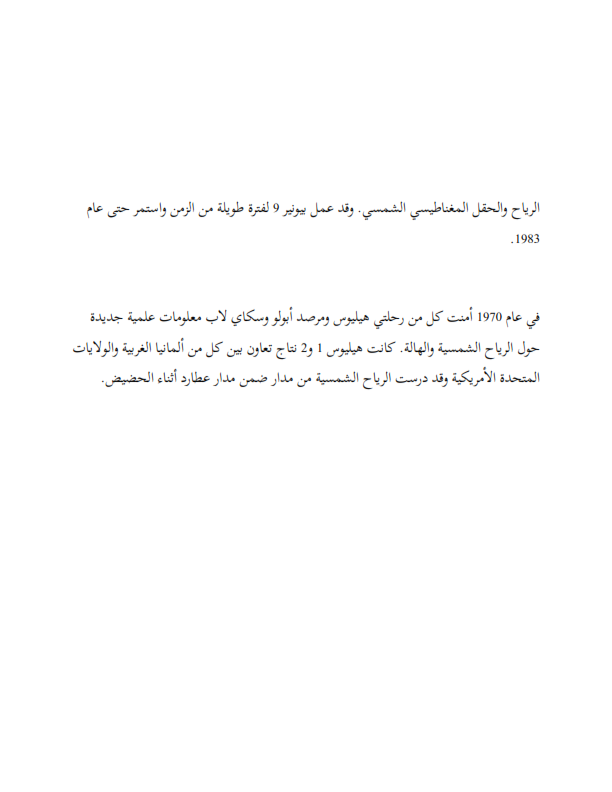 الرياح والحقل المغناطيسي الشمسي. وقد عمل بيونير 9 لفترة طويلة من الزمن واستمر حتى عام
1983.
في عام 1970 أمنت كل من رحلتي هيليوس ومرصد أبولو وسكاي لاب معلومات علمية جديدة
حول الرياح الشمسية والهالة. كانت هيليوس 1 و2 نتاج تعاون بين كل من ألمانيا الغربية والولايات
المتحدة الأمريكية وقد درست الرياح الشمسية من مدار ضمن مدار عطارد أثناء الحضيض.